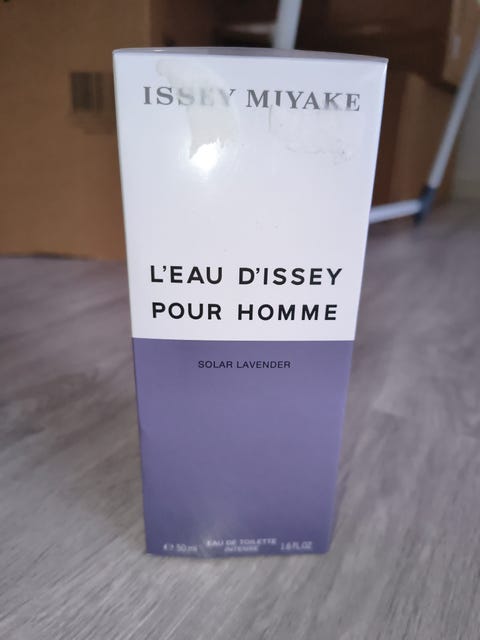 ISSEY MIYAKE
L'EAU D'ISSEY
POUR HOMME
SOLAR LAVENDER
EAU DE TOILETTE
℮ 50 ml INTENSE 1.6 FL.OZ.